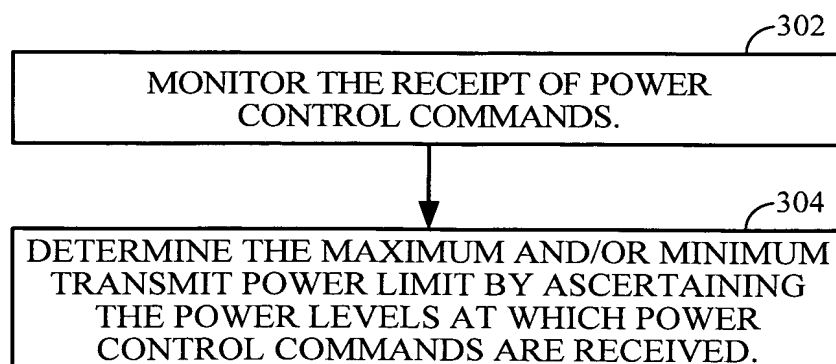 302
MONITOR THE RECEIPT OF POWER
CONTROL COMMANDS.
304
DETERMINE THE MAXIMUM AND/OR MINIMUM
TRANSMIT POWER LIMIT BY ASCERTAINING
THE POWER LEVELS AT WHICH POWER
CONTROL COMMANDS ARE RECEIVED.